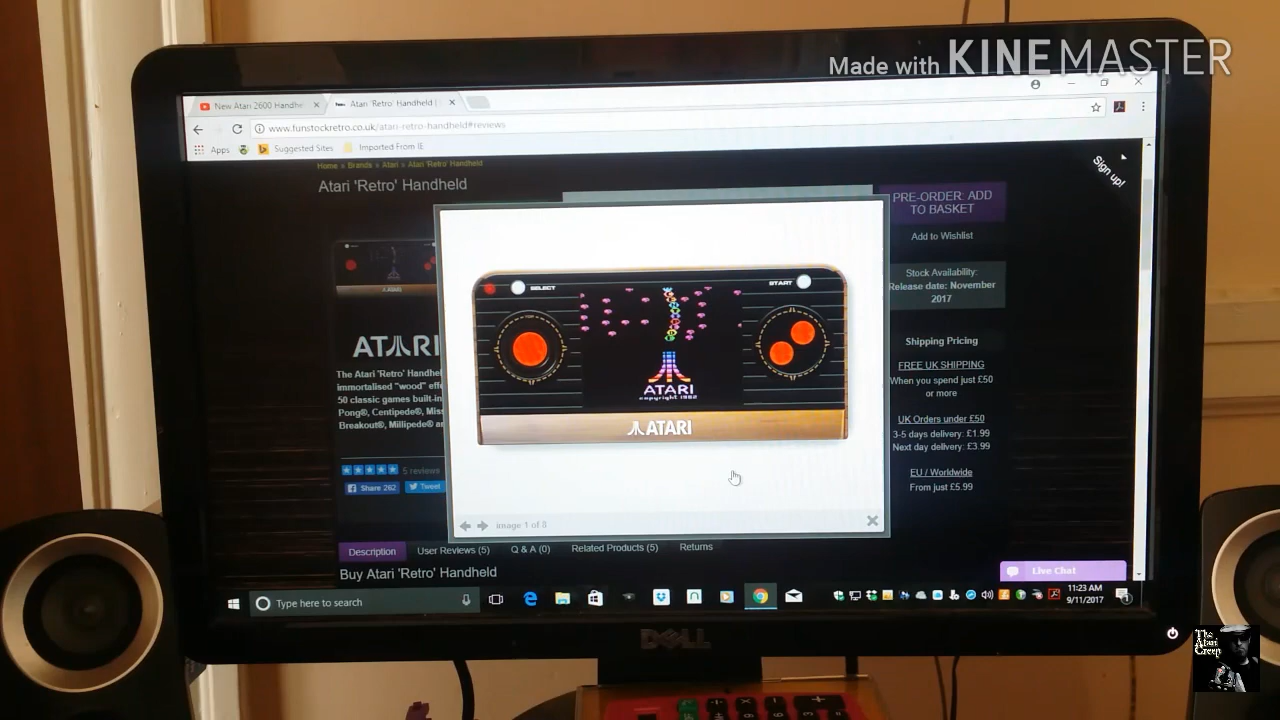 Made with KINEMASTER
New Atari 2600 Handhe
Atari 'Retro' Handheld |
www.funstockretro.co.uk/atari-retro-handheld#reviews
Apps
Suggested Sites
Imported From IE
Home » Brands » Atari » Atari 'Retro' Handheld
Atari 'Retro' Handheld
Sign up!
PRE-ORDER: ADD
TO BASKET
Add to Wishlist
Stock Availability:
Release date: November
2017
Shipping Pricing
FREE UK SHIPPING
When you spend just £50
or more
UK Orders under £50
3-5 days delivery: £1.99
Next day delivery: £3.99
EU / Worldwide
From just £5.99
SELECT
START
ATARI
copyright 1982
ATARI
ATARI
ATARI
The Atari 'Retro' Handhel
immortalised "wood" effe
50 classic games built-in
Pong®, Centipede®, Miss
Breakout®, Millipede® ar
5 reviews
Share 262
Tweet
image 1 of 8
Description
User Reviews (5)
Q & A (0)
Related Products (5)
Returns
Buy Atari 'Retro' Handheld
Live Chat
Type here to search
11:23 AM
9/11/2017
DELL
The
Atari
Creep